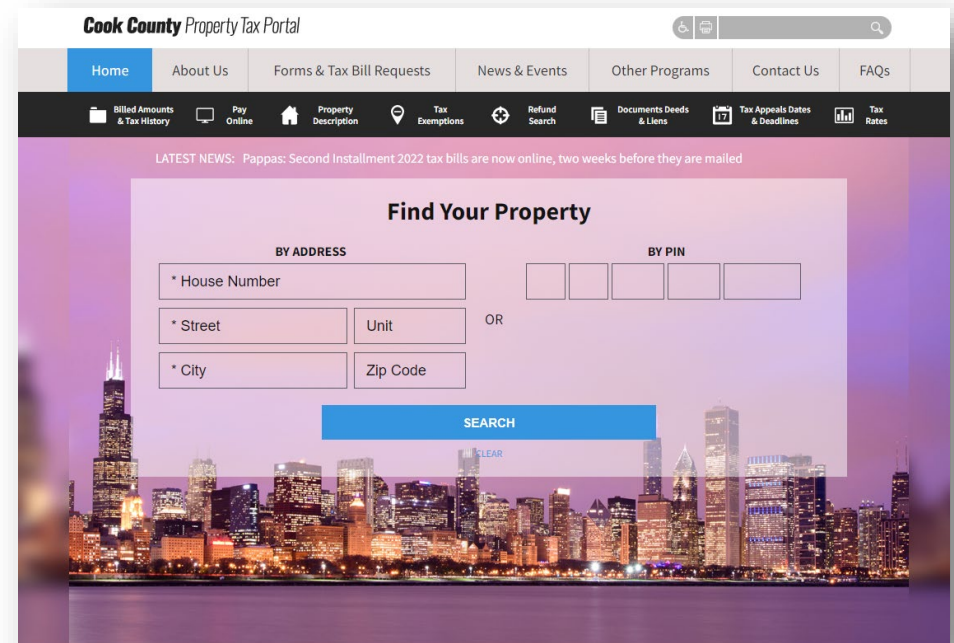 Cook County Property Tax Portal
Home About Us Forms & Tax Bill Requests News & Events Other Programs Contact Us FAQs
Billed Amounts
& Tax History
Pay
Online
Property
Description
Tax
Exemptions
Refund
Search
Documents Deeds
& Liens
17
Tax Appeals Dates
& Deadlines
Tax
Rates
LATEST NEWS: Pappas: Second Installment 2022 tax bills are now online, two weeks before they are mailed
Find Your Property
BY ADDRESS
* House Number
* Street Unit
* City Zip Code
OR
BY PIN
SEARCH
CLEAR